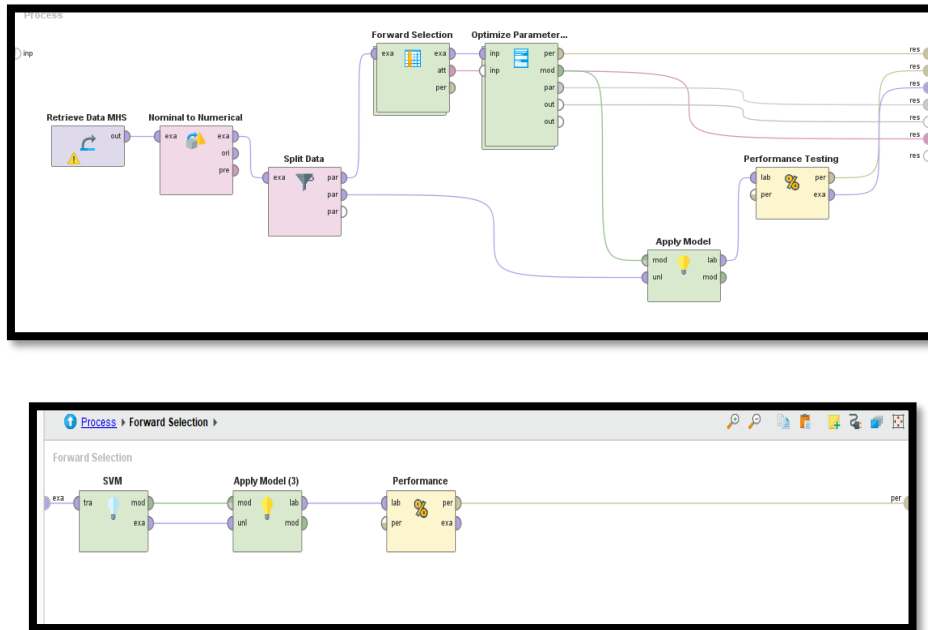 Process
inp
Retrieve Data MHS
out
Nominal to Numerical
exa
exa
ori
pre
Split Data
exa
par
par
par
Forward Selection
exa
exa
att
per
Optimize Parameter...
inp
per
inp
mod
par
out
out
Apply Model
mod
lab
unl
mod
Performance Testing
lab
per
per
exa
res
res
res
res
res
res
res
Process Forward Selection
Forward Selection
exa
SVM
tra
mod
exa
Apply Model (3)
mod
lab
unl
mod
Performance
lab
per
per
exa
per